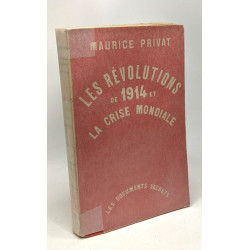 MAURICE PRIVAT
LES RÉVOLUTIONS
DE 1914 ET
LA CRISE MONDIALE
LES DOCUMENTS SECRETS